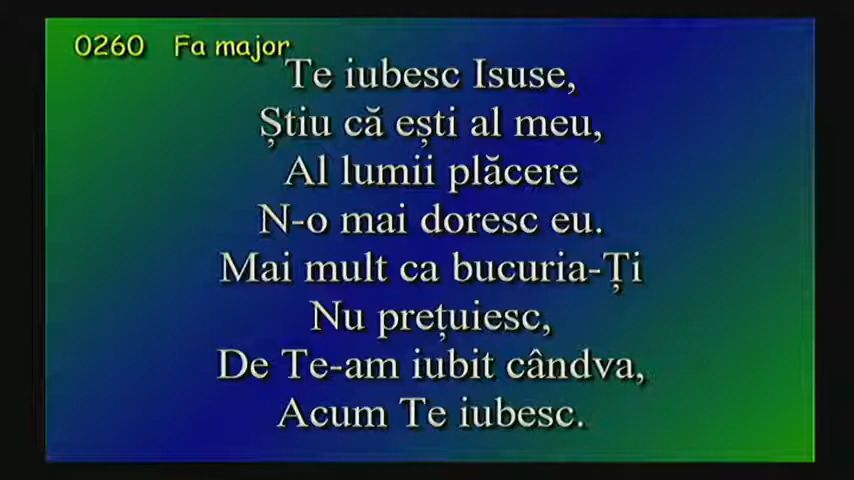 0260 Fa major
Te iubesc Isuse,
Știu că ești al meu,
Al lumii plăcere
N-o mai doresc eu.
Mai mult ca bucuria-Ți
Nu prețuiesc,
De Te-am iubit cândva,
Acum Te iubesc.